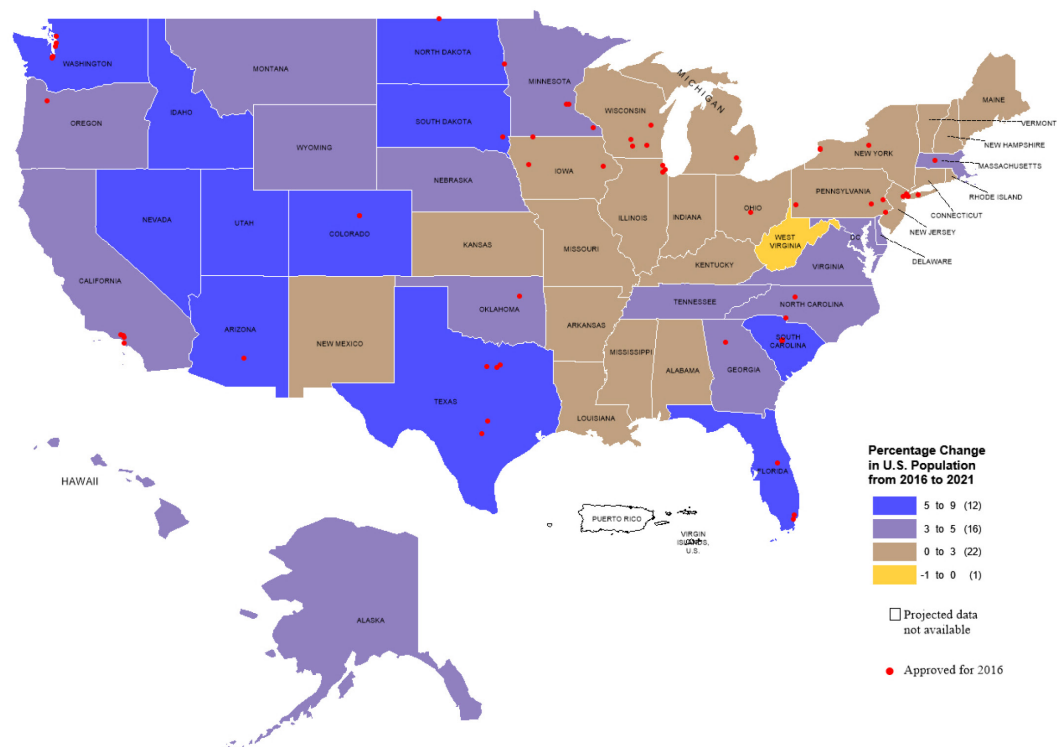 WASHINGTON
NORTH DAKOTA
MONTANA
MINNESOTA
MICHIGAN
MAINE
WISCONSIN
OREGON
IDAHO
SOUTH DAKOTA
WYOMING
VERMONT
NEW HAMPSHIRE
NEW YORK
MASSACHUSETTS
IOWA
NEBRASKA
RHODE ISLAND
PENNSYLVANIA
CONNECTICUT
OHIO
NEVADA
UTAH
COLORADO
ILLINOIS
INDIANA
NEW JERSEY
WEST
VIRGINIA
DC
KANSAS
MISSOURI
KENTUCKY
VIRGINIA
DELAWARE
CALIFORNIA
TENNESSEE
NORTH CAROLINA
OKLAHOMA
ARIZONA
NEW MEXICO
ARKANSAS
SOUTH
CAROLINA
MISSISSIPPI
ALABAMA
GEORGIA
TEXAS
LOUISIANA
FLORIDA
HAWAII
PUERTO RICO
VIRGIN
ISLANDS,
U.S.
ALASKA
Percentage Change
in U.S. Population
from 2016 to 2021
5 to 9 (12)
3 to 5 (16)
0 to 3 (22)
-1 to 0 (1)
Projected data
not available
Approved for 2016